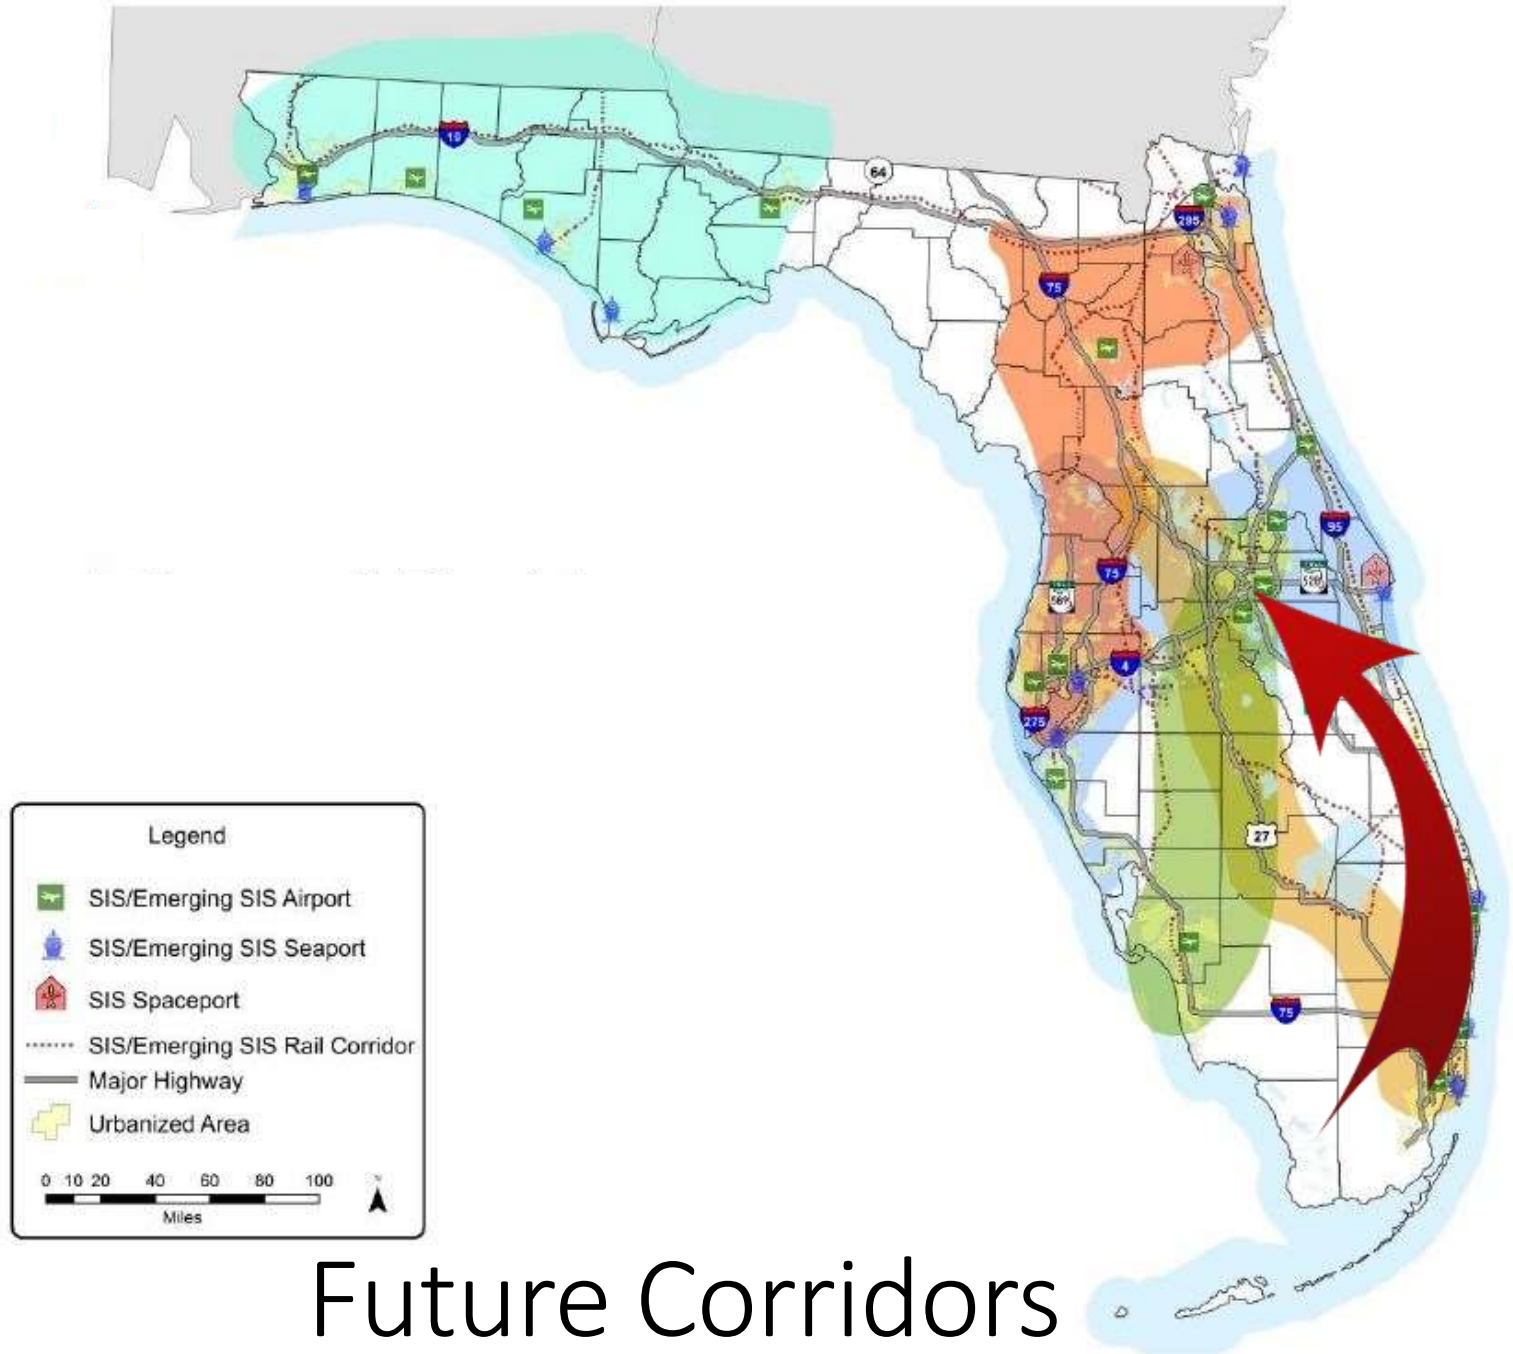 10
64
295
75
95
528
75
589
4
275
27
75
Legend
SIS/Emerging SIS Airport
SIS/Emerging SIS Seaport
SIS Spaceport
SIS/Emerging SIS Rail Corridor
Major Highway
Urbanized Area
0 10 20 40 60 80 100
Miles
N
Future Corridors